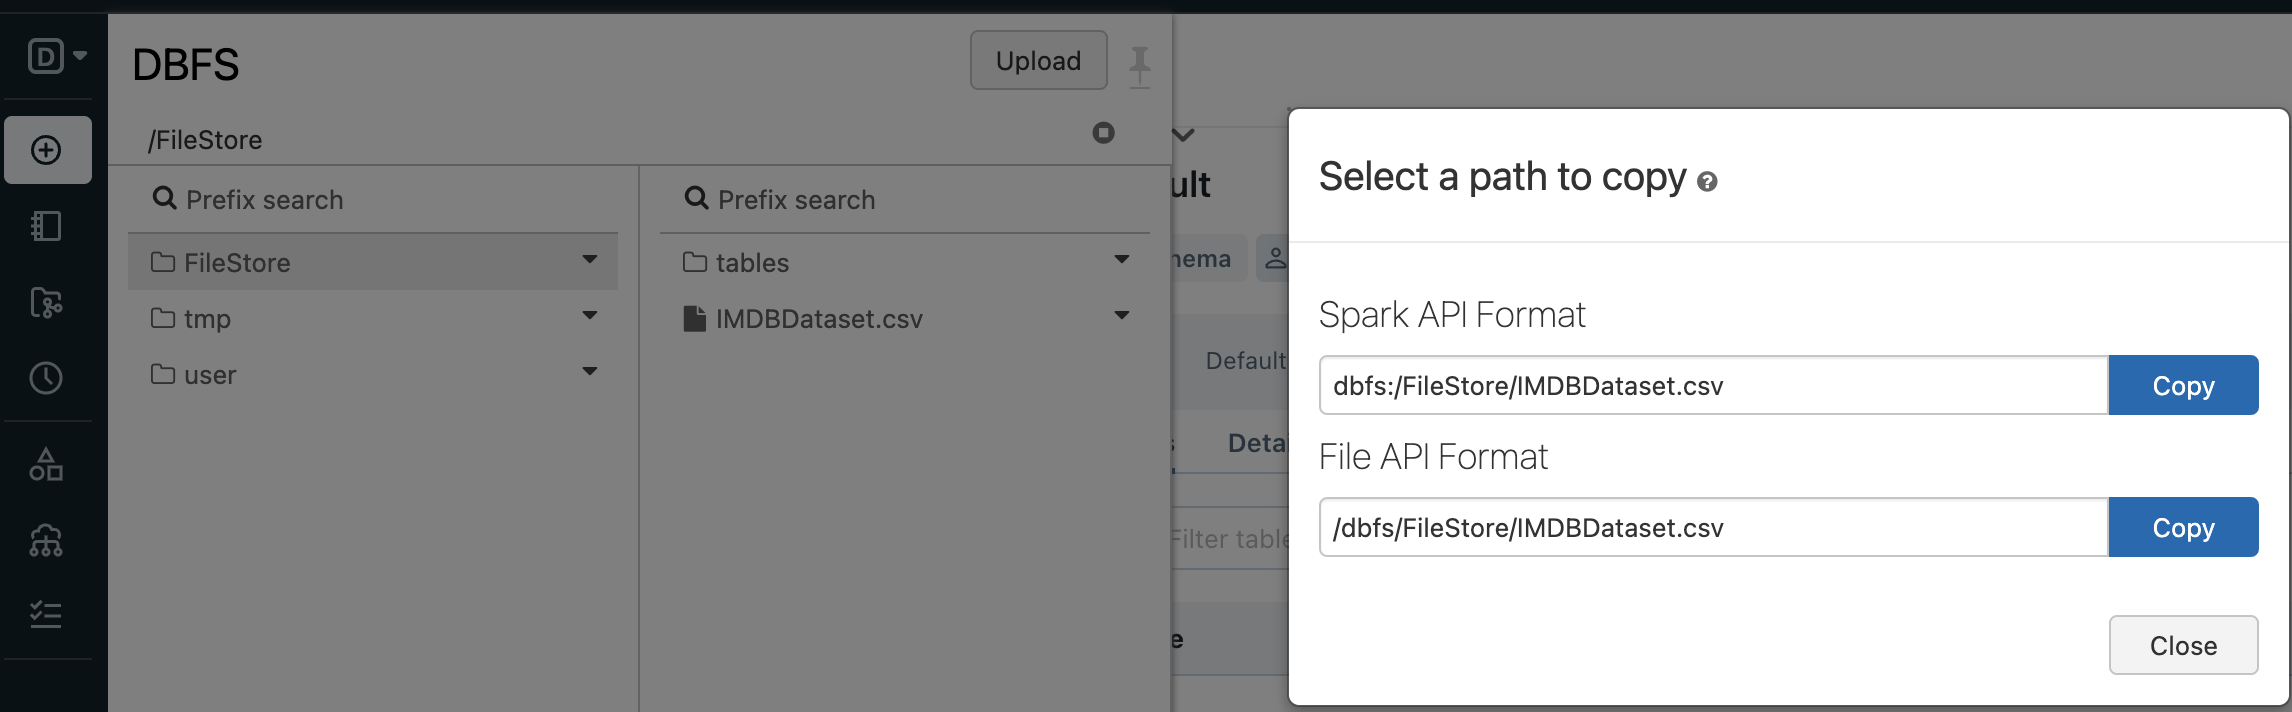 D
DBFS
Upload
/FileStore
Prefix search
Prefix search
FileStore
tables
tmp
IMDBDataset.csv
user
ult
hema
Default
Detai
Filter table
e
Select a path to copy
?
Spark API Format
dbfs:/FileStore/IMDBDataset.csv
Copy
File API Format
/dbfs/FileStore/IMDBDataset.csv
Copy
Close